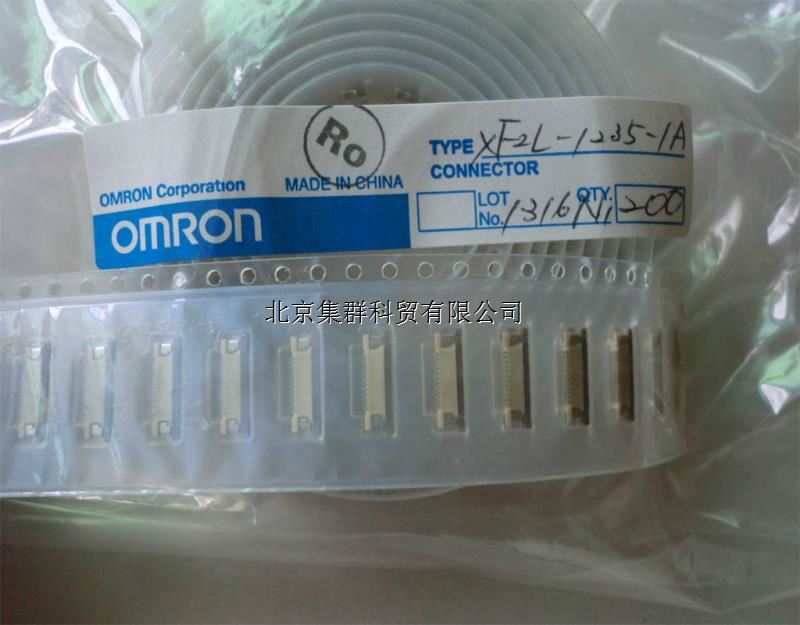 Ro
TYPE XF2L-1235-1A
CONNECTOR
OMRON Corporation
MADE IN CHINA
OMRON
LOT No. 1316N1
QTY. 200
北京集群科贸有限公司